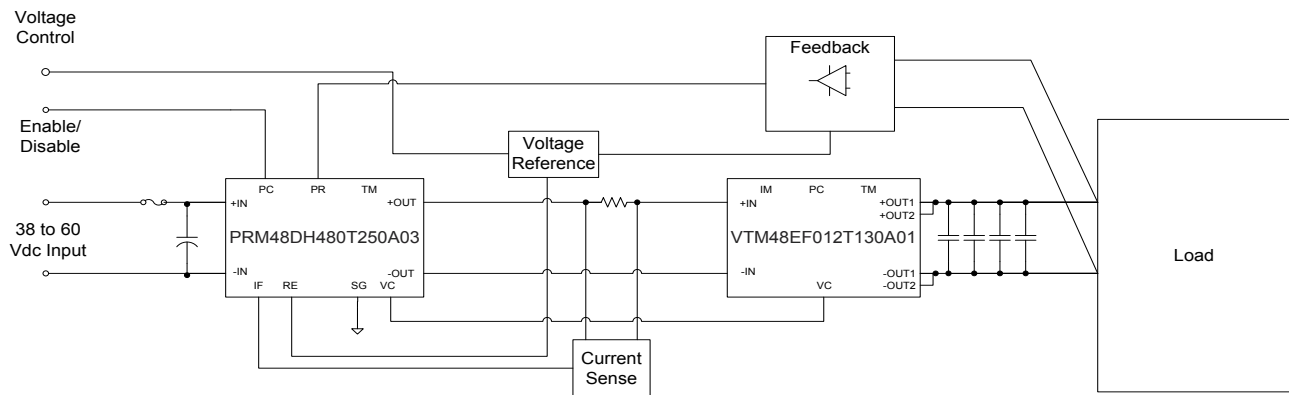 Voltage
Control
Feedback
Enable/
Disable
Voltage
Reference
PC
PR
TM
IM
PC
TM
+IN
+OUT
+IN
+OUT1
+OUT2
38 to 60
Vdc Input
PRM48DH480T250A03
VTM48EF012T130A01
Load
-IN
-OUT
-IN
-OUT1
-OUT2
IF
RE
SG
VC
VC
Current
Sense